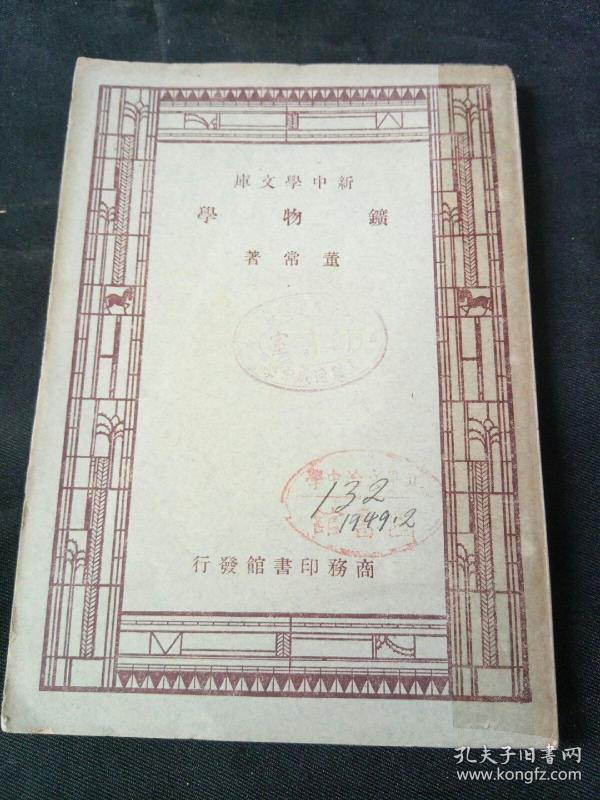 新中學文庫
鑛物學
董常著
132
1949.2
商務印書館發行
孔夫子旧书网
www.kongfz.com